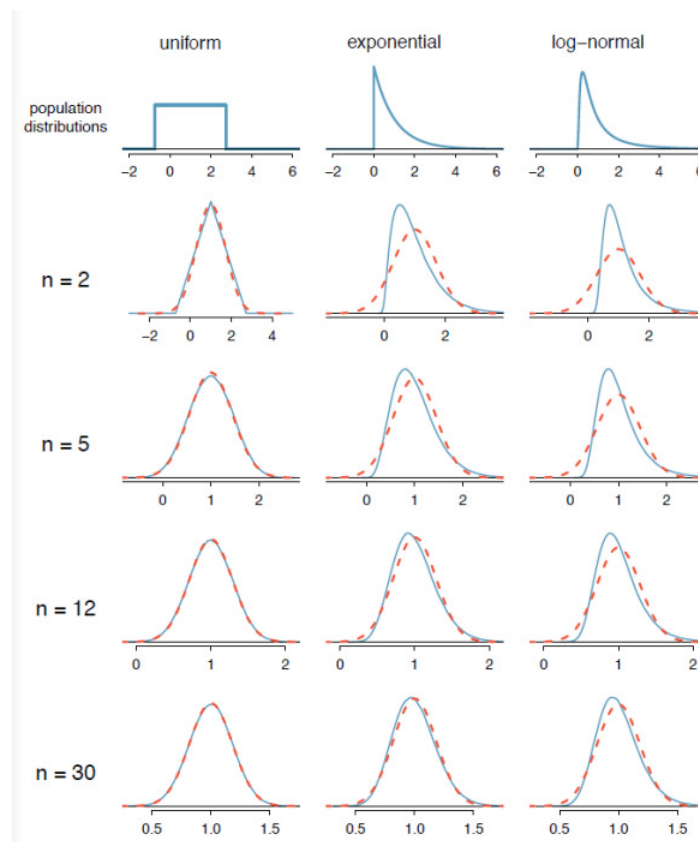 uniform exponential log-normal
population
distributions
-2 0 2 4 6 -2 0 2 4 6 -2 0 2 4 6
n = 2
-2 0 2 4 0 2 0 2
n = 5
0 1 2 0 1 2 0 1 2
n = 12
0 1 2 0 1 2 0 1 2
n = 30
0.5 1.0 1.5 0.5 1.0 1.5 0.5 1.0 1.5